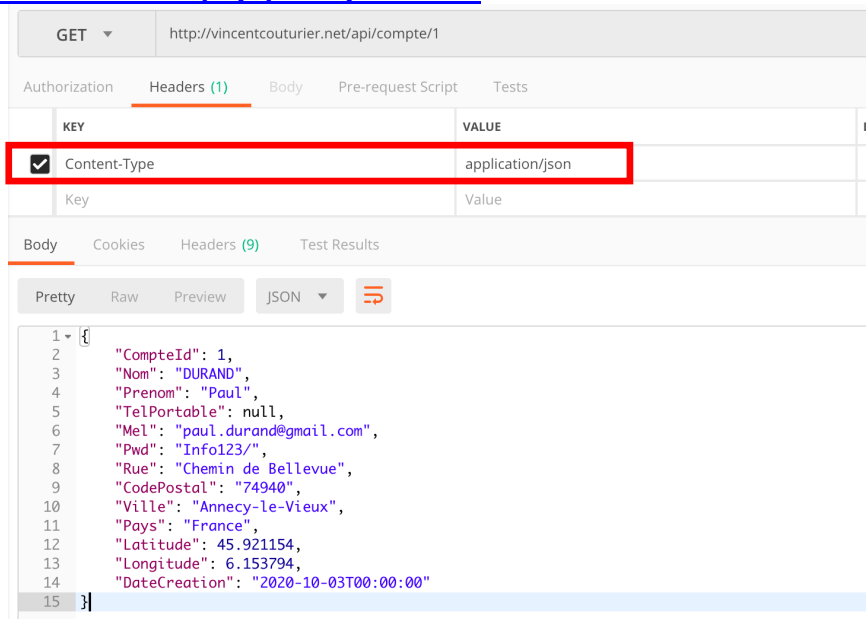 GET http://vincentcouturier.net/api/compte/1
Authorization Headers (1) Body Pre-request Script Tests
KEY VALUE
Content-Type application/json
Key Value
Body Cookies Headers (9) Test Results
Pretty Raw Preview JSON
1 {
2 "CompteId": 1,
3 "Nom": "DURAND",
4 "Prenom": "Paul",
5 "TelPortable": null,
6 "Mel": "paul.durand@gmail.com",
7 "Pwd": "Info123/",
8 "Rue": "Chemin de Bellevue",
9 "CodePostal": "74940",
10 "Ville": "Annecy-le-Vieux",
11 "Pays": "France",
12 "Latitude": 45.921154,
13 "Longitude": 6.153794,
14 "DateCreation": "2020-10-03T00:00:00"
15 }